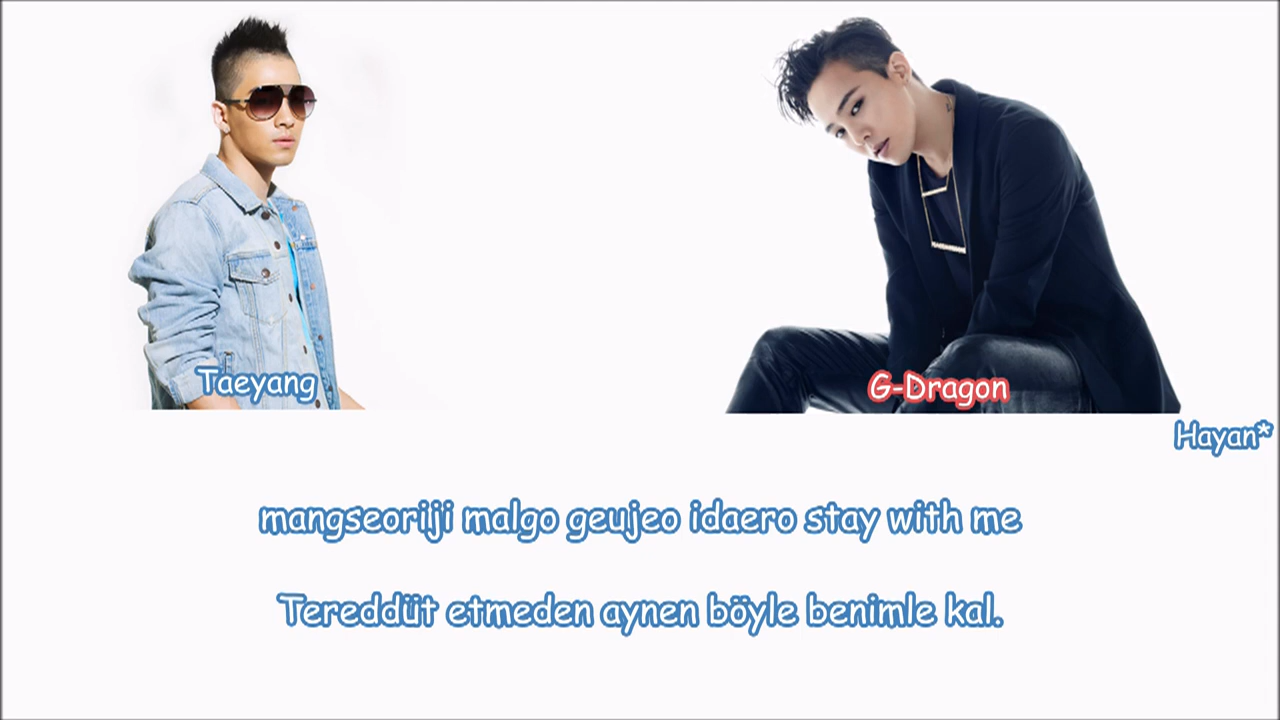 Taeyang
G-Dragon
Hayan*
mangseoriji malgo geujeo idaero stay with me
Tereddüt etmeden aynen böyle benimle kal.